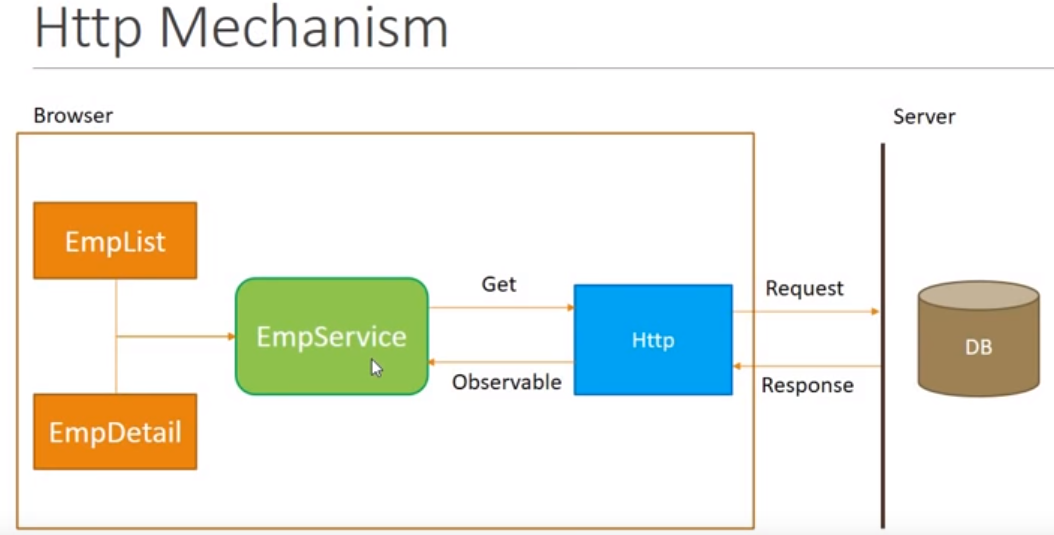 Http Mechanism
Browser
Server
EmpList
EmpService
Get
Observable
Http
Request
Response
DB
EmpDetail